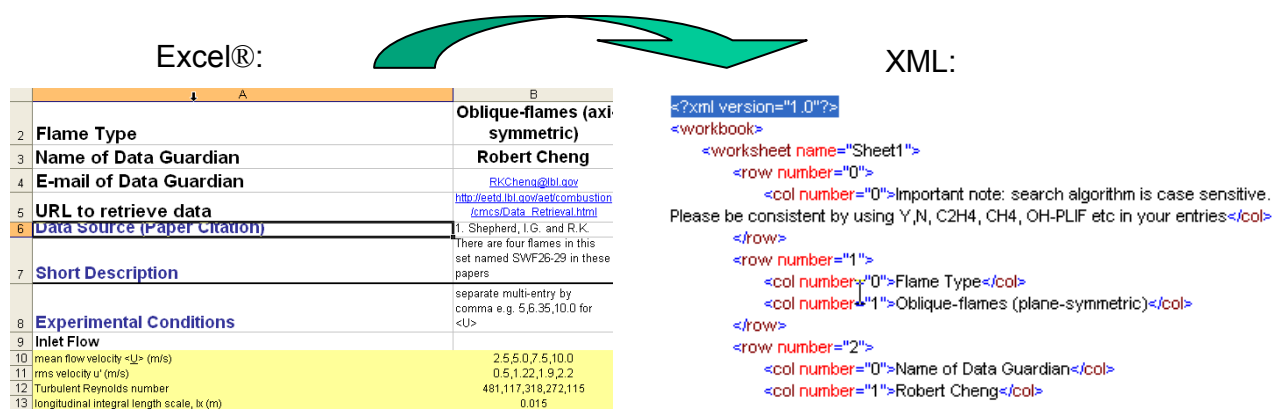 Excel®:
XML:
A B
2 Flame Type Oblique-flames (axi-
symmetric)
3 Name of Data Guardian Robert Cheng
4 E-mail of Data Guardian RKCheng@lbl.gov
5 URL to retrieve data http://eetd.lbl.gov/aet/combustion
/cmcs/Data_Retrieval.html
6 Data Source (Paper Citation) 1. Shepherd, I.G. and R.K.
7 Short Description There are four flames in this
set named SWF26-29 in these
papers
8 Experimental Conditions separate multi-entry by
comma e.g. 5,6.35,10.0 for
<U>
9 Inlet Flow
10 mean flow velocity <U> (m/s) 2.5,5.0,7.5,10.0
11 rms velocity u' (m/s) 0.5,1.22,1.9,2.2
12 Turbulent Reynolds number 481,117,318,272,115
13 longitudinal integral length scale, lx (m) 0.015
<?xml version="1.0"?>
<workbook>
<worksheet name="Sheet1">
<row number="0">
<col number="0">Important note: search algorithm is case sensitive.
Please be consistent by using Y,N, C2H4, CH4, OH-PLIF etc in your entries</col>
</row>
<row number="1">
<col number="0">Flame Type</col>
<col number="1">Oblique-flames (plane-symmetric)</col>
</row>
<row number="2">
<col number="0">Name of Data Guardian</col>
<col number="1">Robert Cheng</col>